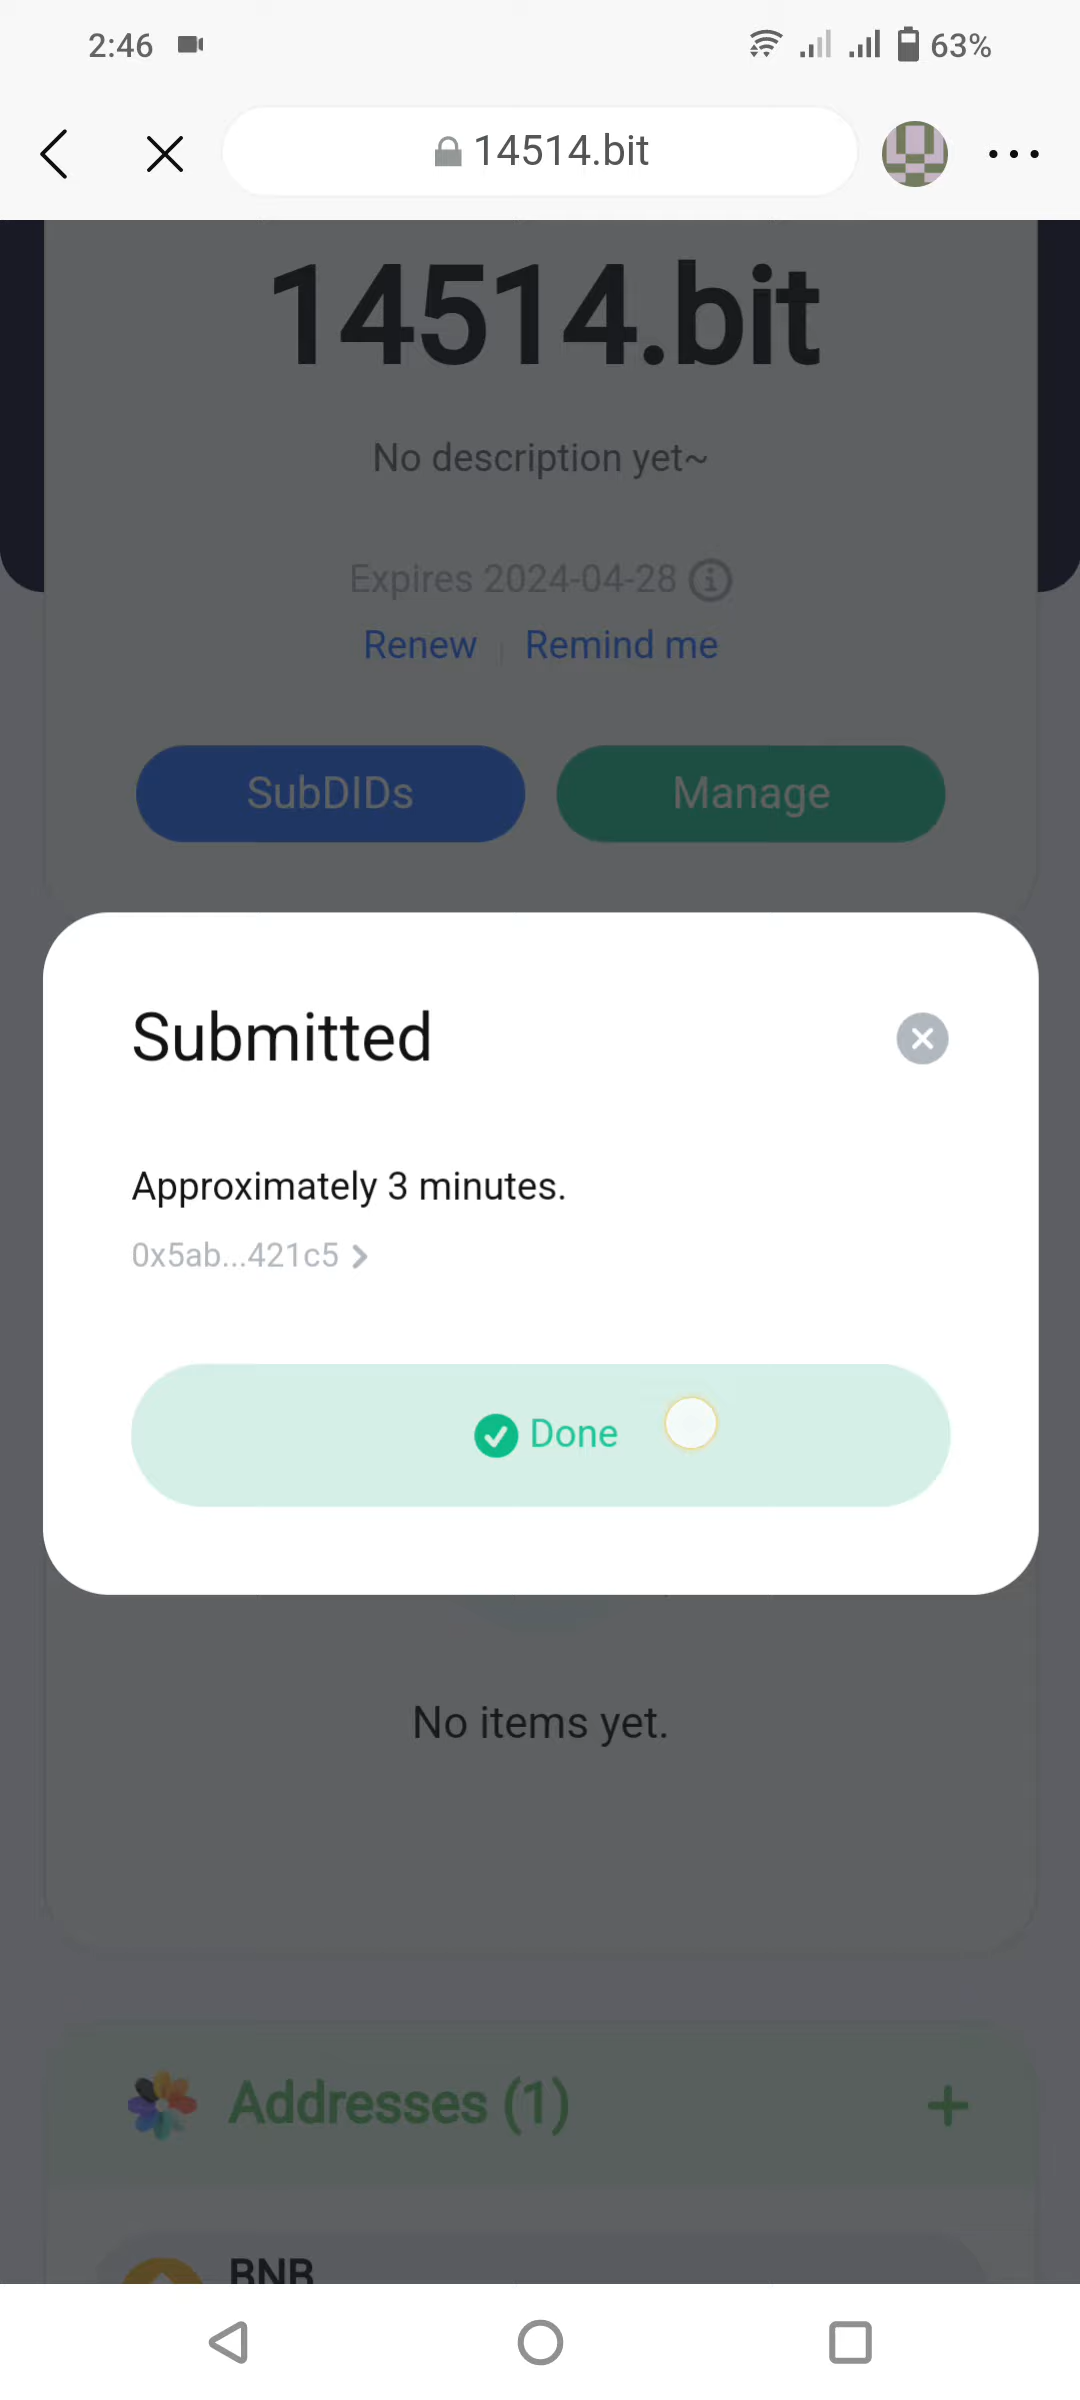 2:46
63%
14514.bit
14514.bit
No description yet~
Expires 2024-04-28
Renew | Remind me
SubDIDs
Manage
Submitted
Approximately 3 minutes.
0x5ab...421c5
Done
No items yet.
Addresses (1)
BNB